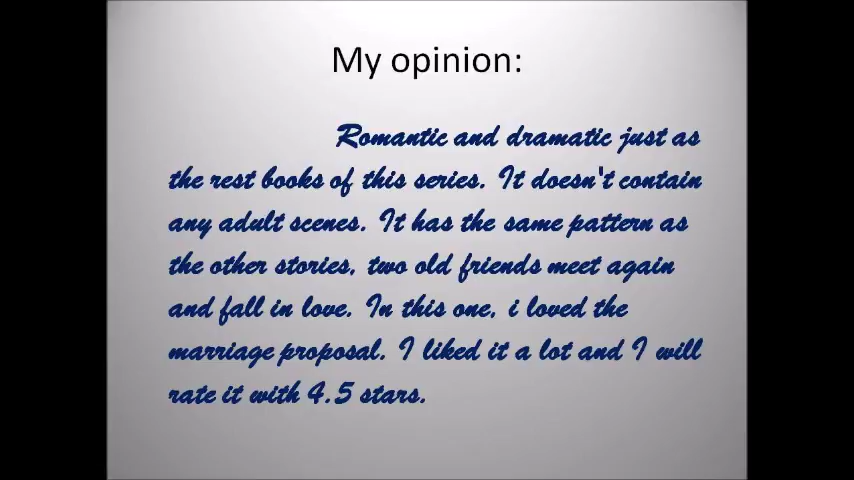 My opinion:
Romantic and dramatic just as
the rest books of this series. It doesn't contain
any adult scenes. It has the same pattern as
the other stories, two old friends meet again
and fall in love. In this one, i loved the
marriage proposal. I liked it a lot and I will
rate it with 4.5 stars.